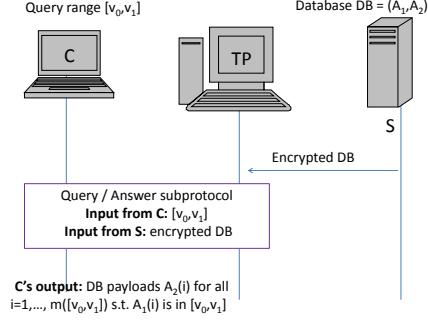 Query range [v₀,v₁]
Database DB = (A₁,A₂)
C
TP
S
Encrypted DB
Query / Answer subprotocol
Input from C: [v₀,v₁]
Input from S: encrypted DB
C's output: DB payloads A₂(i) for all
i=1,…, m([v₀,v₁]) s.t. A₁(i) is in [v₀,v₁]